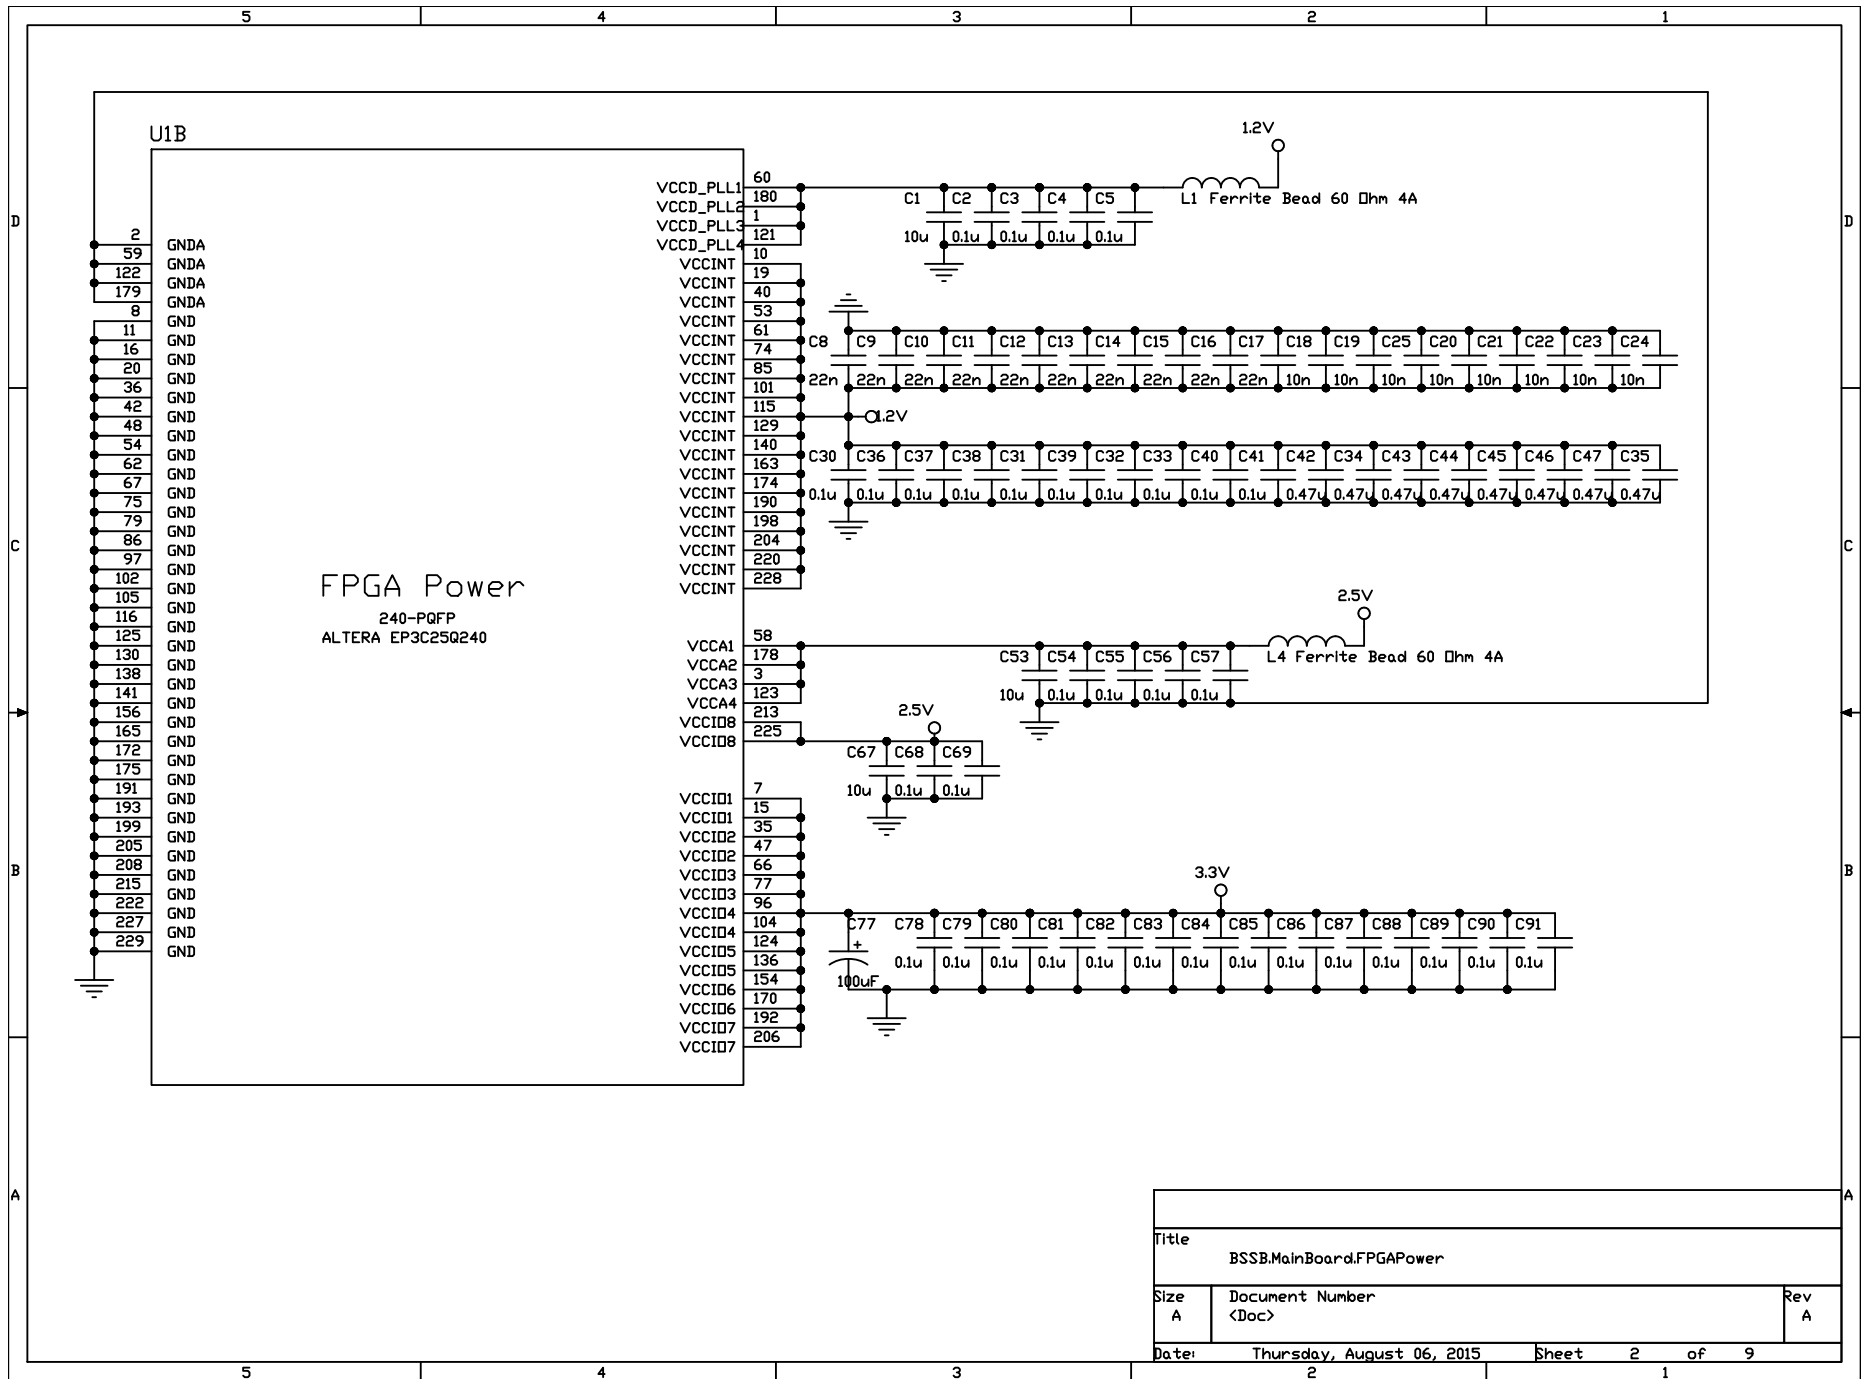 5 4 3 2 1
U1B
1.2V
60 VCCD_PLL1
180 VCCD_PLL2
1 VCCD_PLL3
121 VCCD_PLL4
C1 C2 C3 C4 C5
L1 Ferrite Bead 60 Ohm 4A
10u 0.1u 0.1u 0.1u 0.1u
D D
2 GNDA
59 GNDA
122 GNDA
179 GNDA
8 GND
11 GND
16 GND
20 GND
36 GND
42 GND
48 GND
54 GND
62 GND
67 GND
75 GND
79 GND
86 GND
97 GND
102 GND
105 GND
116 GND
125 GND
130 GND
138 GND
141 GND
156 GND
165 GND
172 GND
175 GND
191 GND
193 GND
199 GND
205 GND
208 GND
215 GND
222 GND
227 GND
229 GND
10 VCCINT
19 VCCINT
40 VCCINT
53 VCCINT
61 VCCINT
74 VCCINT
85 VCCINT
101 VCCINT
115 VCCINT
129 VCCINT
140 VCCINT
163 VCCINT
174 VCCINT
190 VCCINT
198 VCCINT
204 VCCINT
220 VCCINT
228 VCCINT
C8 C9 C10 C11 C12 C13 C14 C15 C16 C17 C18 C19 C25 C20 C21 C22 C23 C24
22n 22n 22n 22n 22n 22n 22n 22n 22n 22n 10n 10n 10n 10n 10n 10n 10n 10n
1.2V
C30 C36 C37 C38 C31 C39 C32 C33 C40 C41 C42 C34 C43 C44 C45 C46 C47 C35
0.1u 0.1u 0.1u 0.1u 0.1u 0.1u 0.1u 0.1u 0.1u 0.1u 0.47u 0.47u 0.47u 0.47u 0.47u 0.47u 0.47u 0.47u
C C
FPGA Power
240-PQFP
ALTERA EP3C25Q240
2.5V
58 VCCA1
178 VCCA2
3 VCCA3
123 VCCA4
213 VCCIO8
225 VCCIO8
C53 C54 C55 C56 C57
L4 Ferrite Bead 60 Ohm 4A
10u 0.1u 0.1u 0.1u 0.1u
2.5V
C67 C68 C69
10u 0.1u 0.1u
7 VCCIO1
15 VCCIO1
35 VCCIO2
47 VCCIO2
66 VCCIO3
77 VCCIO3
96 VCCIO4
104 VCCIO4
124 VCCIO5
136 VCCIO5
154 VCCIO6
170 VCCIO6
192 VCCIO7
206 VCCIO7
B B
3.3V
C77 C78 C79 C80 C81 C82 C83 C84 C85 C86 C87 C88 C89 C90 C91
+
100uF 0.1u 0.1u 0.1u 0.1u 0.1u 0.1u 0.1u 0.1u 0.1u 0.1u 0.1u 0.1u 0.1u 0.1u
A A
Title
BSSB.MainBoard.FPGAPower
Size Document Number Rev
A <Doc> A
Date: Thursday, August 06, 2015 Sheet 2 of 9
5 4 3 2 1